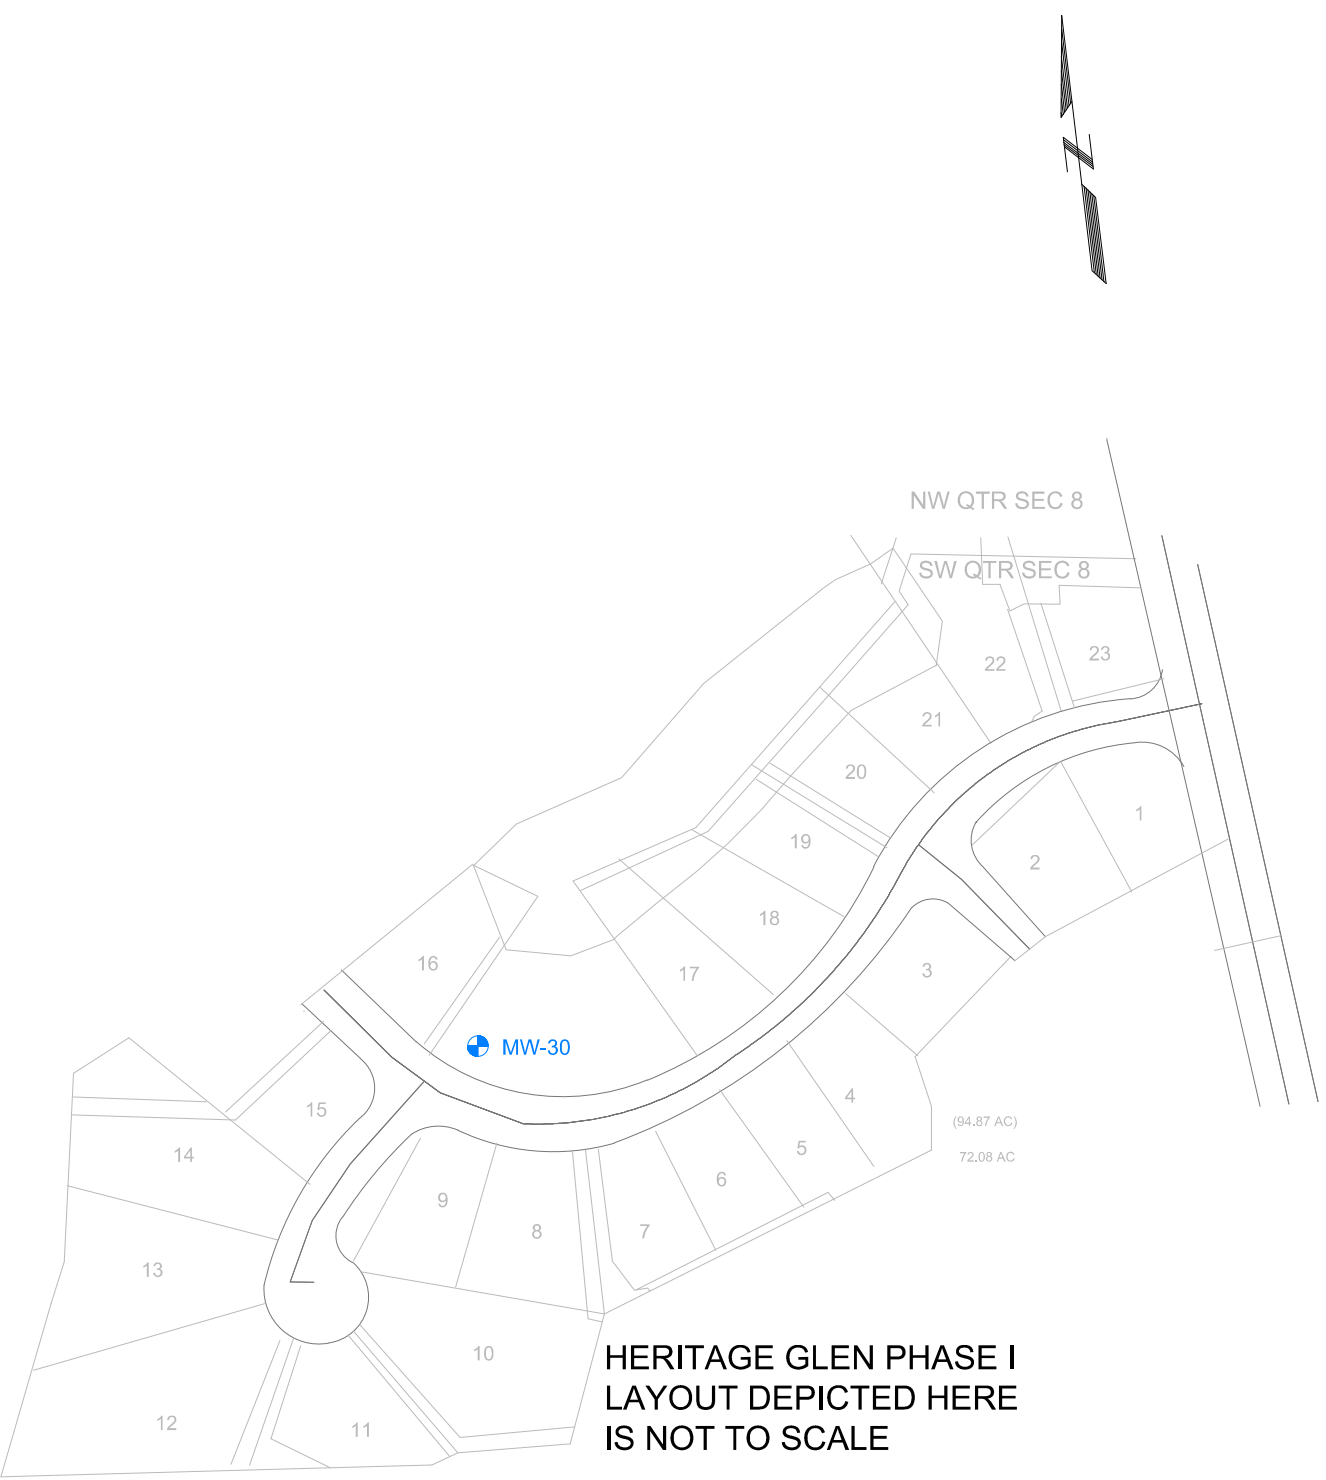 N
NW QTR SEC 8
SW QTR SEC 8
23
22
21
20
1
19
2
18
16
3
17
MW-30
4
15
(94.87 AC)
5
14
72.08 AC
6
9
7
8
13
10
HERITAGE GLEN PHASE I
LAYOUT DEPICTED HERE
IS NOT TO SCALE
12
11